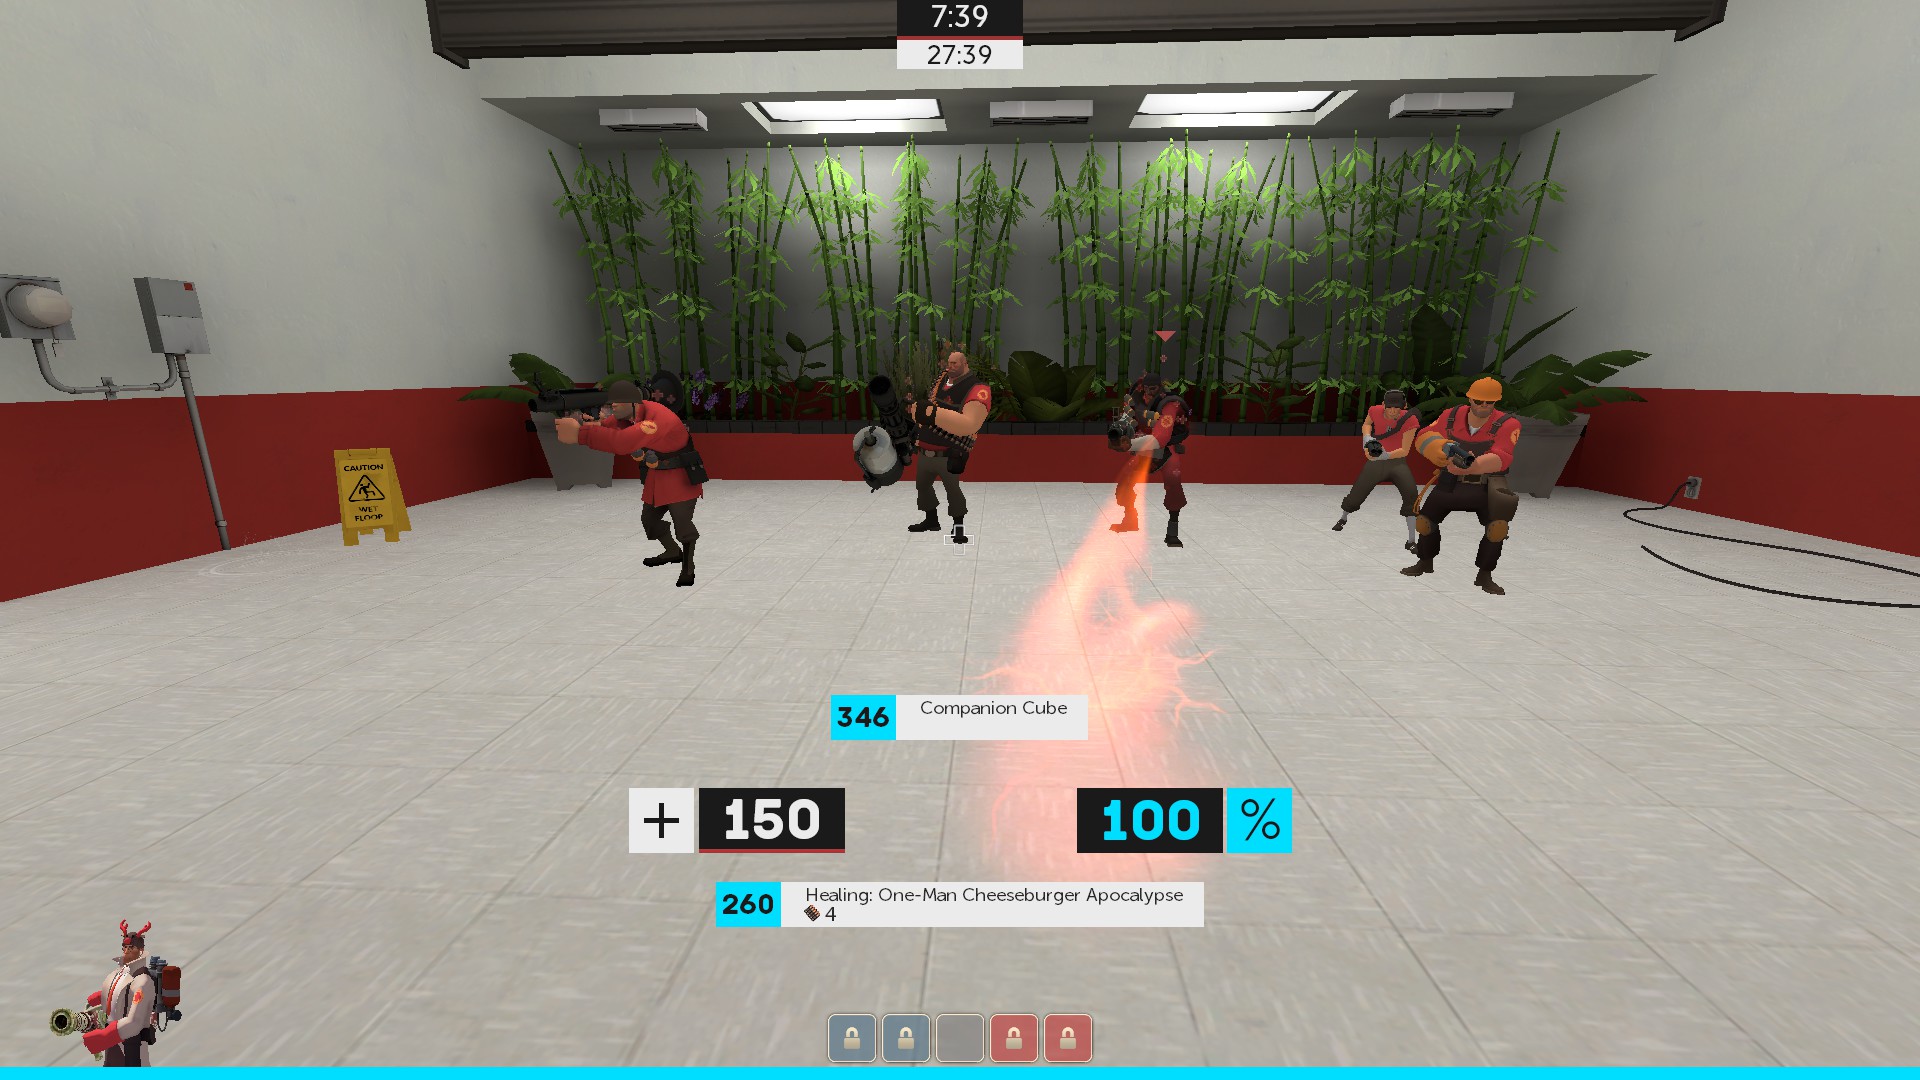 7:39
27:39
CAUTION
WET
FLOOR
346 Companion Cube
+ 150
100 %
260 Healing: One-Man Cheeseburger Apocalypse
4